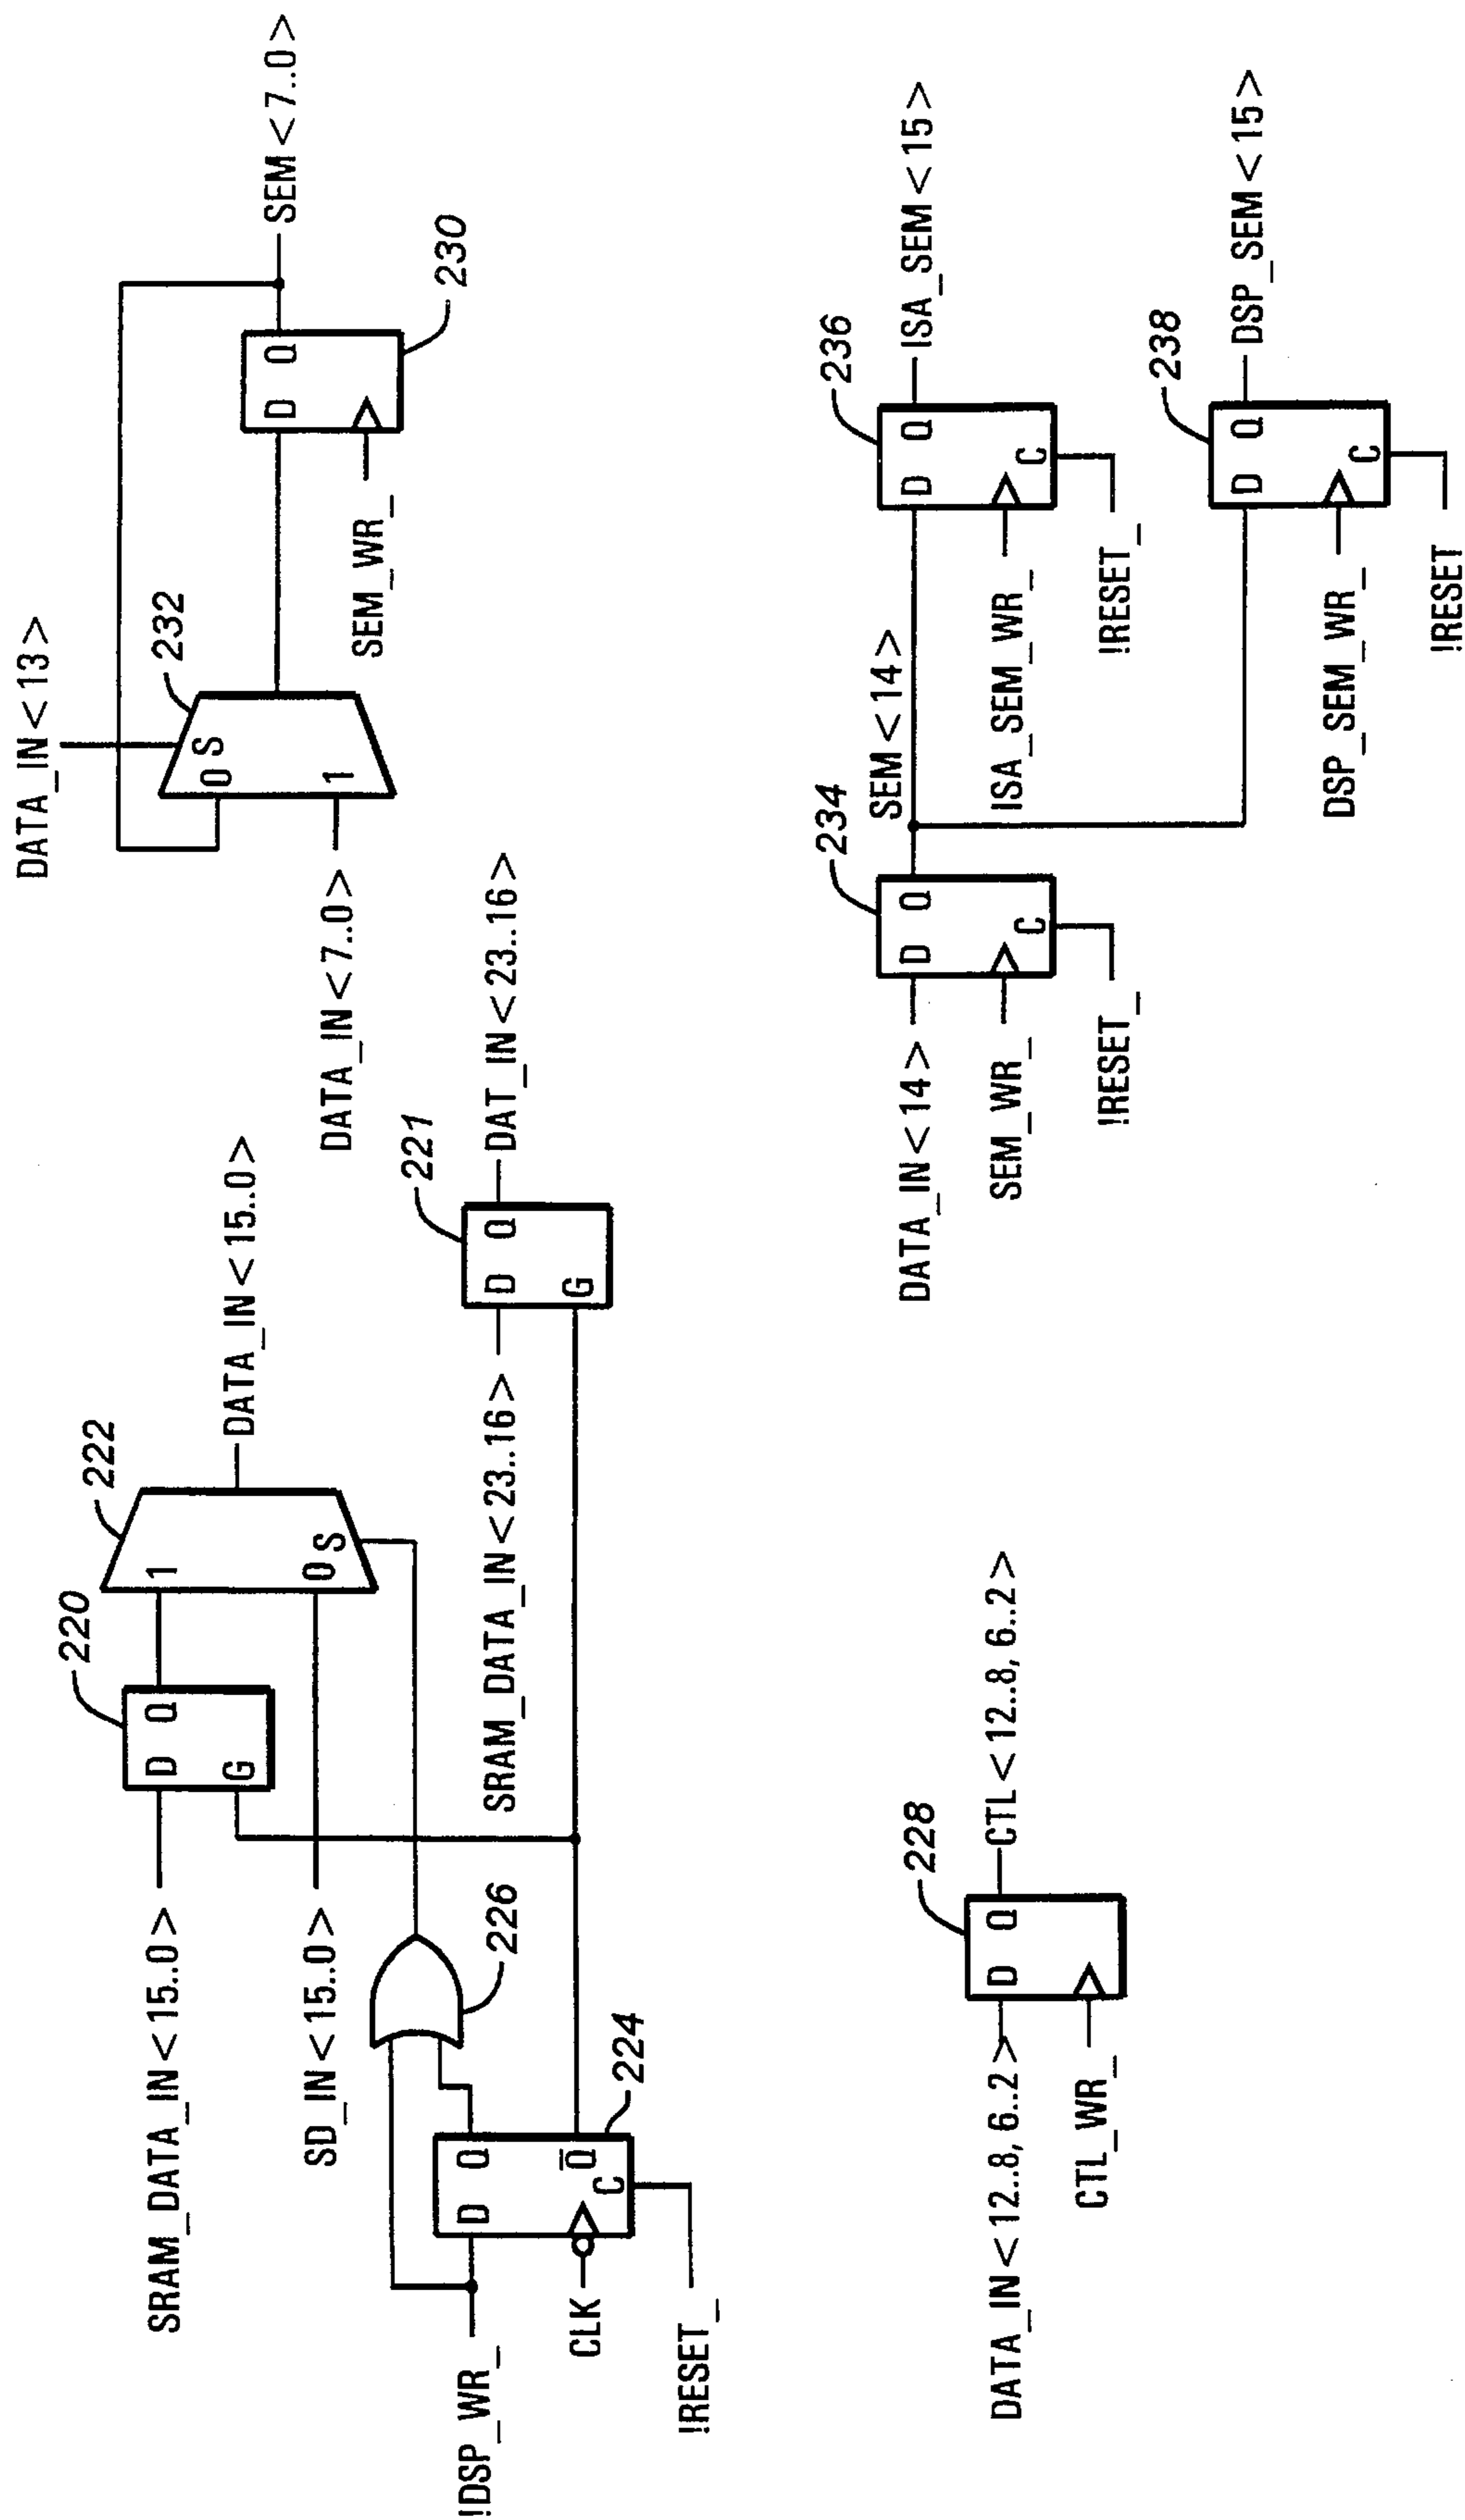 SRAM_DATA_IN<15..0>
D Q
G
220
1
0 S
222
DATA_IN<15..0>
SD_IN<15..0>
226
!DSP_WR_
D Q
Q
C
224
CLK
!RESET_
SRAM_DATA_IN<23..16>
D Q
G
221
DAT_IN<23..16>
DATA_IN<13>
232
0 S
1
DATA_IN<7..0>
D Q
230
SEM_WR_
SEM<7..0>
DATA_IN<12..8,6..2>
D Q
228
CTL<12..8,6..2>
CTL_WR_
DATA_IN<14>
D Q
C
234
SEM_WR_
!RESET_
SEM<14>
D Q
C
236
ISA_SEM<15>
ISA_SEM_WR_
!RESET_
D Q
C
238
DSP_SEM<15>
DSP_SEM_WR_
!RESET